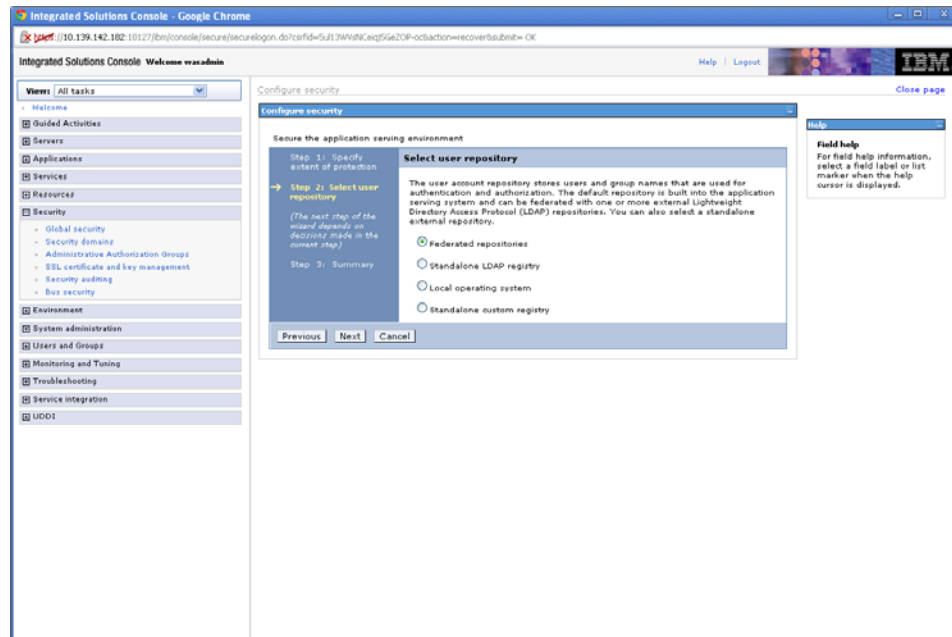 Integrated Solutions Console - Google Chrome
https://10.139.142.182:10127/ibm/console/secure/securelogon.do?
Integrated Solutions Console Welcome wasadmin
Help | Logout
IBM
View: All tasks
Welcome
Guided Activities
Servers
Applications
Services
Resources
Security
Global security
Security domains
Administrative Authorization Groups
SSL certificate and key management
Security auditing
Bus security
Environment
System administration
Users and Groups
Monitoring and Tuning
Troubleshooting
Service integration
UDDI
Configure security
Close page
Configure security
Secure the application serving environment
Step 1: Specify
extent of protection
Step 2: Select user
repository
(The next step of the
wizard depends on
decisions made in the
current step)
Step 3: Summary
Select user repository
The user account repository stores users and group names that are used for
authentication and authorization. The default repository is built into the application
serving system and can be federated with one or more external Lightweight
Directory Access Protocol (LDAP) repositories. You can also select a standalone
external repository.
Federated repositories
Standalone LDAP registry
Local operating system
Standalone custom registry
Previous Next Cancel
Help
Field help
For field help information,
select a field label or list
marker when the help
cursor is displayed.